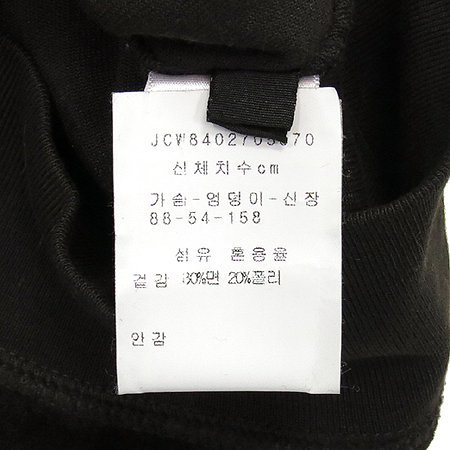 신체치수cm
가슴-엉덩이-신장
88-54-158
섬유 혼용율
겉감 80%면 20%폴리
안감